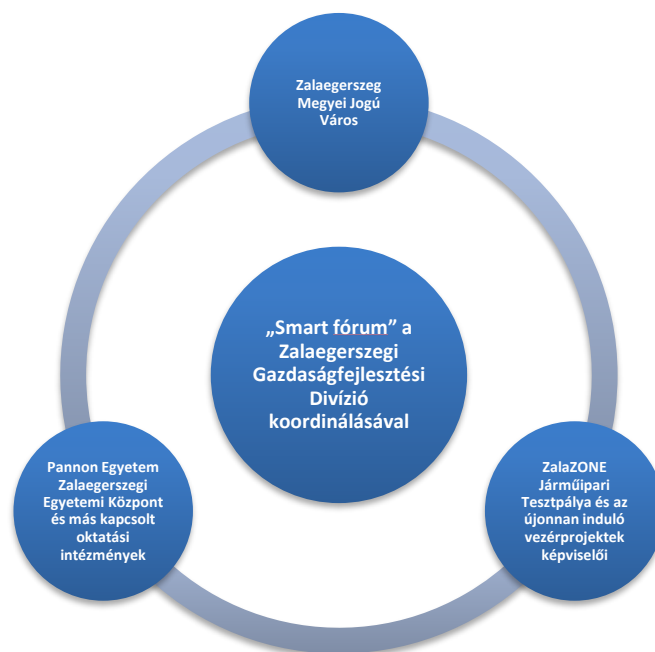 Zalaegerszeg
Megyei Jogú
Város
„Smart fórum” a
Zalaegerszegi
Gazdaságfejlesztési
Divízió
koordinálásával
Pannon Egyetem
Zalaegerszegi
Egyetemi Központ
és más kapcsolt
oktatási
intézmények
ZalaZONE
Járműipari
Tesztpálya és az
újonnan induló
vezérprojektek
képviselői